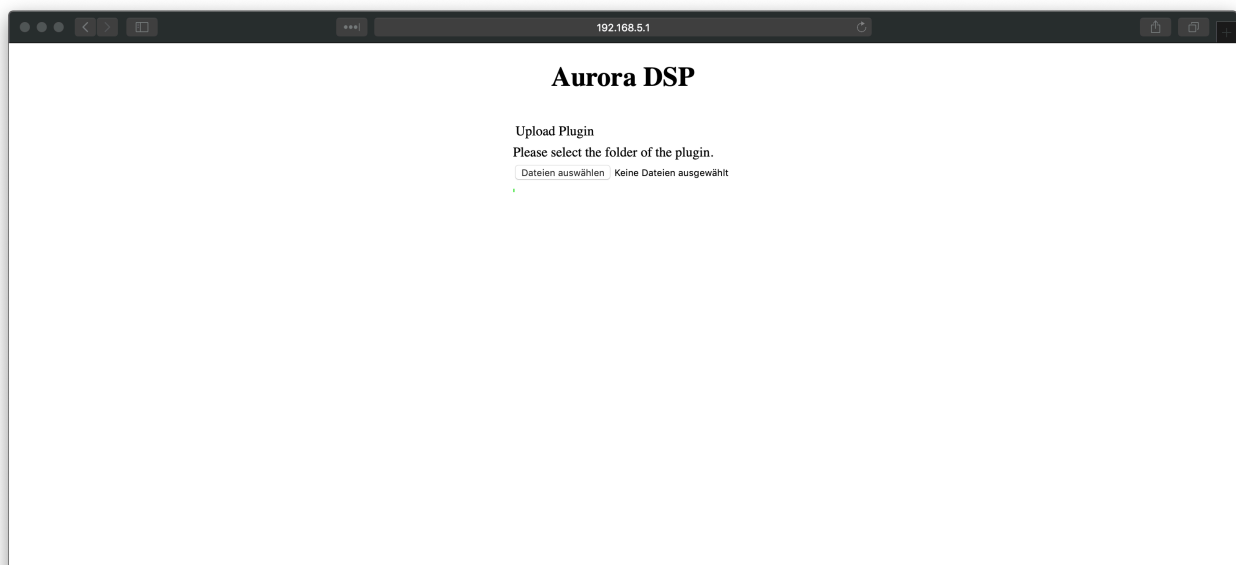 192.168.5.1
Aurora DSP
Upload Plugin
Please select the folder of the plugin.
Dateien auswählen Keine Dateien ausgewählt